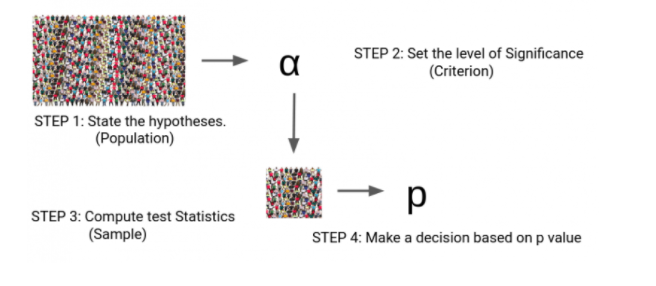 α
STEP 2: Set the level of Significance
(Criterion)
STEP 1: State the hypotheses.
(Population)
p
STEP 3: Compute test Statistics
(Sample)
STEP 4: Make a decision based on p value